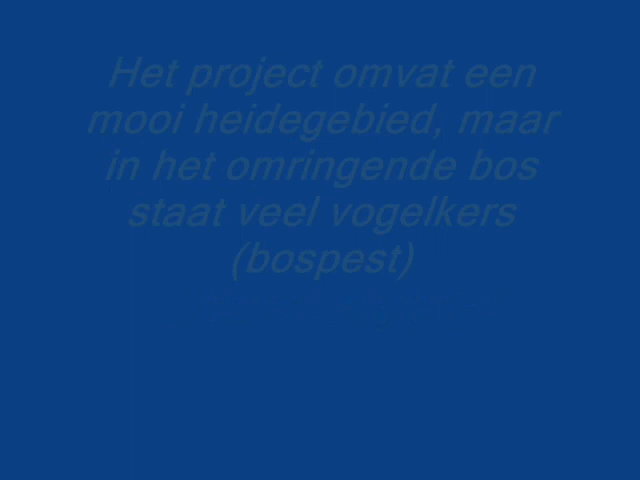 Het project omvat een
mooi heidegebied, maar
in het omringende bos
staat veel vogelkers
(bospest)